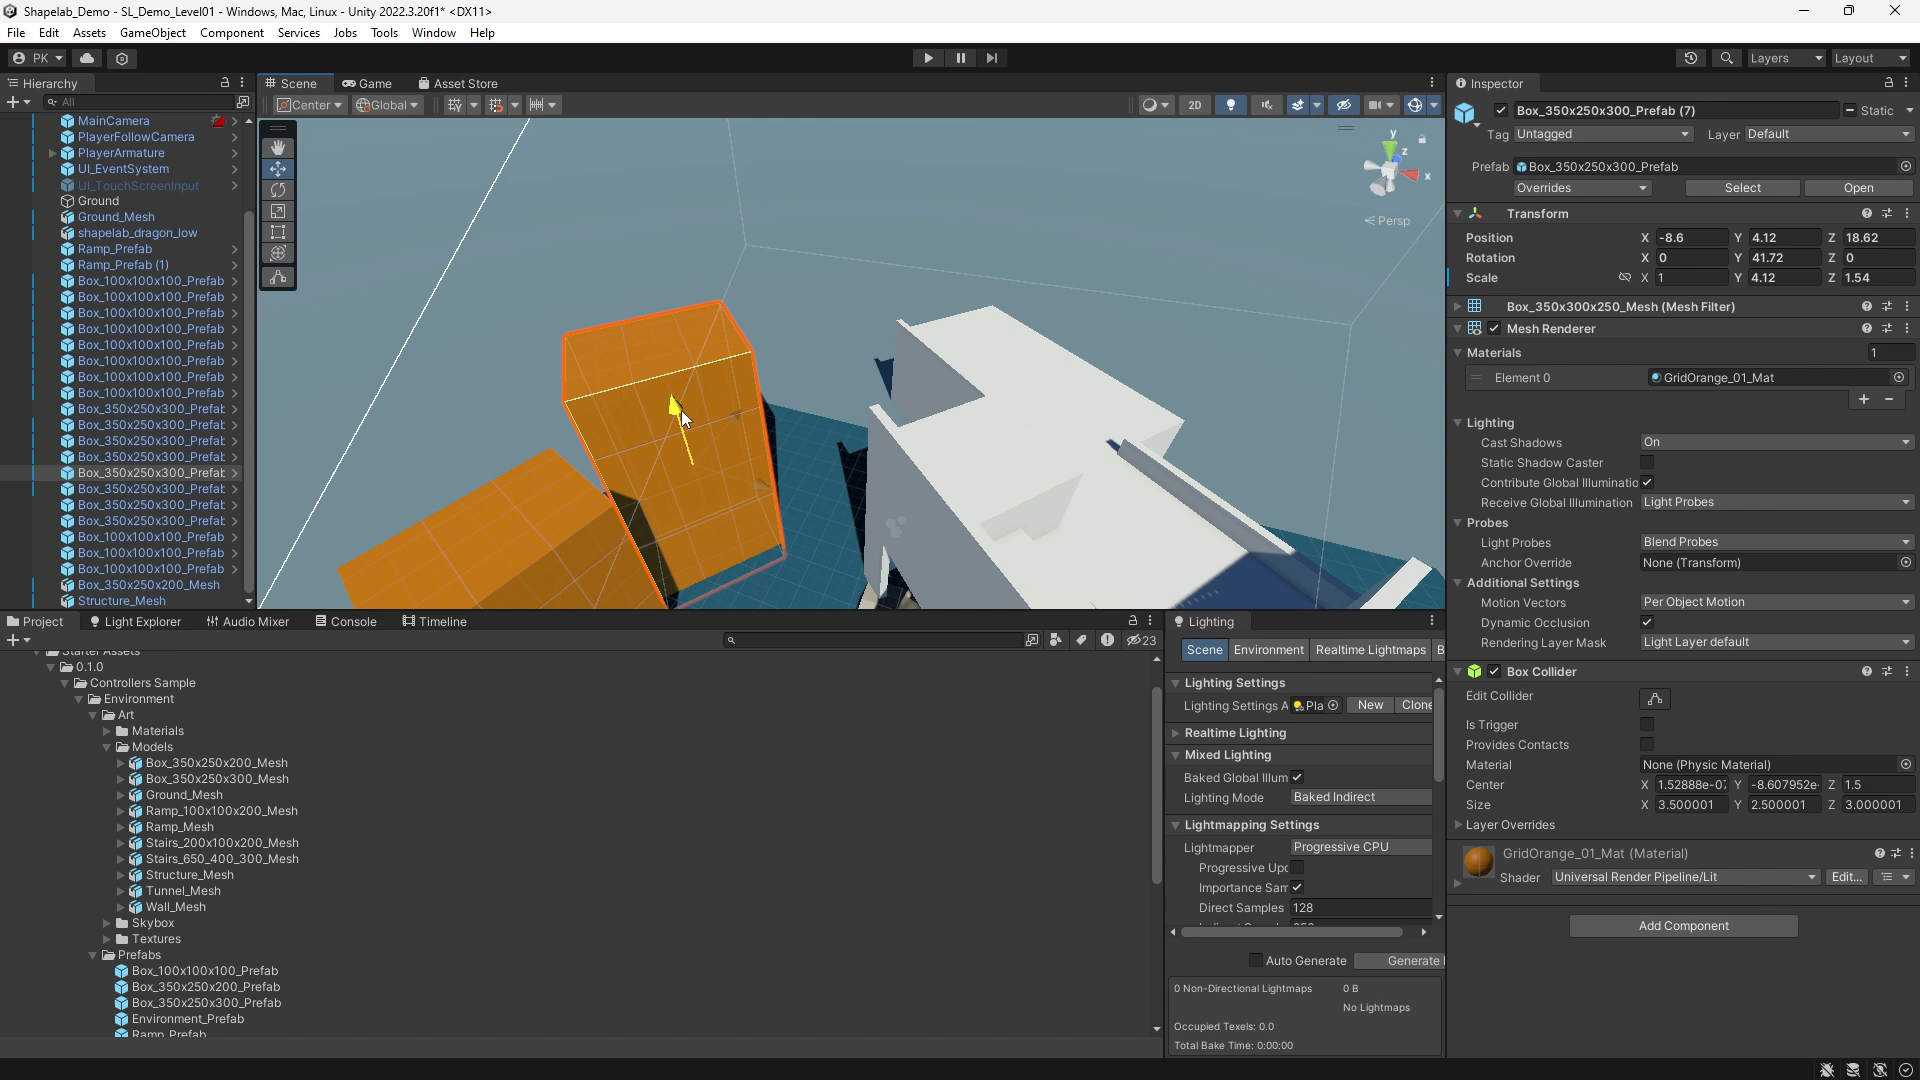 Shapelab_Demo - SL_Demo_Level01 - Windows, Mac, Linux - Unity 2022.3.20f1* <DX11>
File Edit Assets GameObject Component Services Jobs Tools Window Help
PK Layers Layout
Hierarchy
All
MainCamera
PlayerFollowCamera
PlayerArmature
UI_EventSystem
UI_TouchScreenInput
Ground
Ground_Mesh
shapelab_dragon_low
Ramp_Prefab
Ramp_Prefab (1)
Box_100x100x100_Prefab
Box_100x100x100_Prefab
Box_100x100x100_Prefab
Box_100x100x100_Prefab
Box_100x100x100_Prefab
Box_100x100x100_Prefab
Box_100x100x100_Prefab
Box_100x100x100_Prefab
Box_350x250x300_Prefab
Box_350x250x300_Prefab
Box_350x250x300_Prefab
Box_350x250x300_Prefab
Box_350x250x300_Prefab
Box_350x250x300_Prefab
Box_350x250x300_Prefab
Box_350x250x300_Prefab
Box_100x100x100_Prefab
Box_100x100x100_Prefab
Box_100x100x100_Prefab
Box_350x250x200_Mesh
Structure_Mesh
Scene Game Asset Store
Center Global 2D
y
z
x
Persp
Inspector
Box_350x250x300_Prefab (7) Static
Tag Untagged Layer Default
Prefab Box_350x250x300_Prefab
Overrides Select Open
Transform
Position X -8.6 Y 4.12 Z 18.62
Rotation X 0 Y 41.72 Z 0
Scale X 1 Y 4.12 Z 1.54
Box_350x300x250_Mesh (Mesh Filter)
Mesh Renderer
Materials 1
Element 0 GridOrange_01_Mat
Lighting
Cast Shadows On
Static Shadow Caster
Contribute Global Illuminatio
Receive Global Illumination Light Probes
Probes
Light Probes Blend Probes
Anchor Override None (Transform)
Additional Settings
Motion Vectors Per Object Motion
Dynamic Occlusion
Rendering Layer Mask Light Layer default
Box Collider
Edit Collider
Is Trigger
Provides Contacts
Material None (Physic Material)
Center X 1.52888e-07 Y -8.607952e- Z 1.5
Size X 3.500001 Y 2.500001 Z 3.000001
Layer Overrides
GridOrange_01_Mat (Material)
Shader Universal Render Pipeline/Lit Edit...
Add Component
Project Light Explorer Audio Mixer Console Timeline
23
Starter Assets
0.1.0
Controllers Sample
Environment
Art
Materials
Models
Box_350x250x200_Mesh
Box_350x250x300_Mesh
Ground_Mesh
Ramp_100x100x200_Mesh
Ramp_Mesh
Stairs_200x100x200_Mesh
Stairs_650_400_300_Mesh
Structure_Mesh
Tunnel_Mesh
Wall_Mesh
Skybox
Textures
Prefabs
Box_100x100x100_Prefab
Box_350x250x200_Prefab
Box_350x250x300_Prefab
Environment_Prefab
Ramp_Prefab
Lighting
Scene Environment Realtime Lightmaps B
Lighting Settings
Lighting Settings A Pla New Clone
Realtime Lighting
Mixed Lighting
Baked Global Illum
Lighting Mode Baked Indirect
Lightmapping Settings
Lightmapper Progressive CPU
Progressive Upd
Importance Sam
Direct Samples 128
Auto Generate Generate
0 Non-Directional Lightmaps 0 B
No Lightmaps
Occupied Texels: 0.0
Total Bake Time: 0:00:00